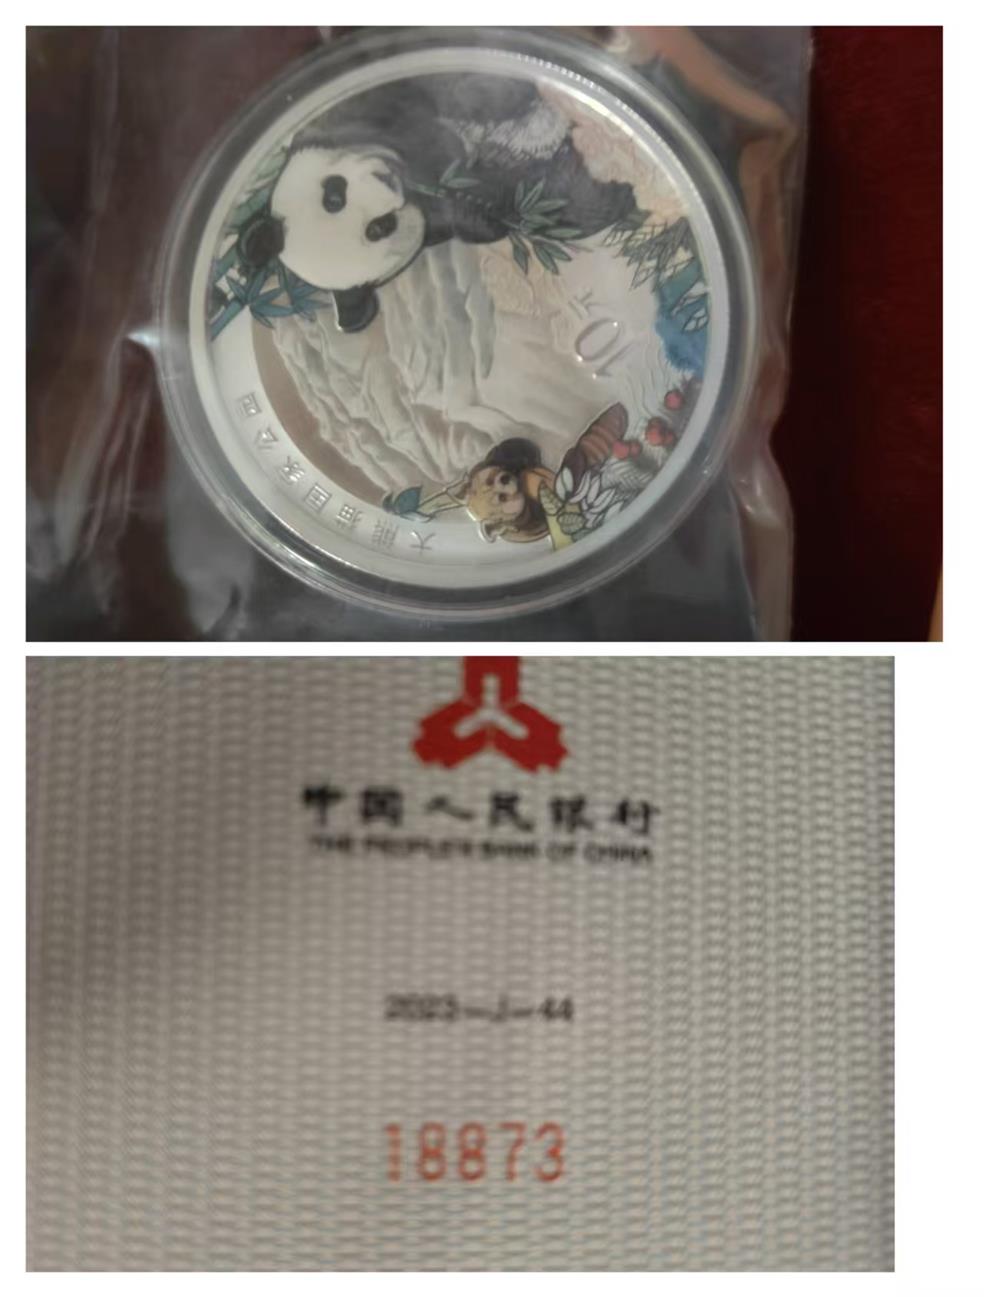 10元
大熊猫国家公园
中国人民银行
THE PEOPLE'S BANK OF CHINA
2023—J—44
18873